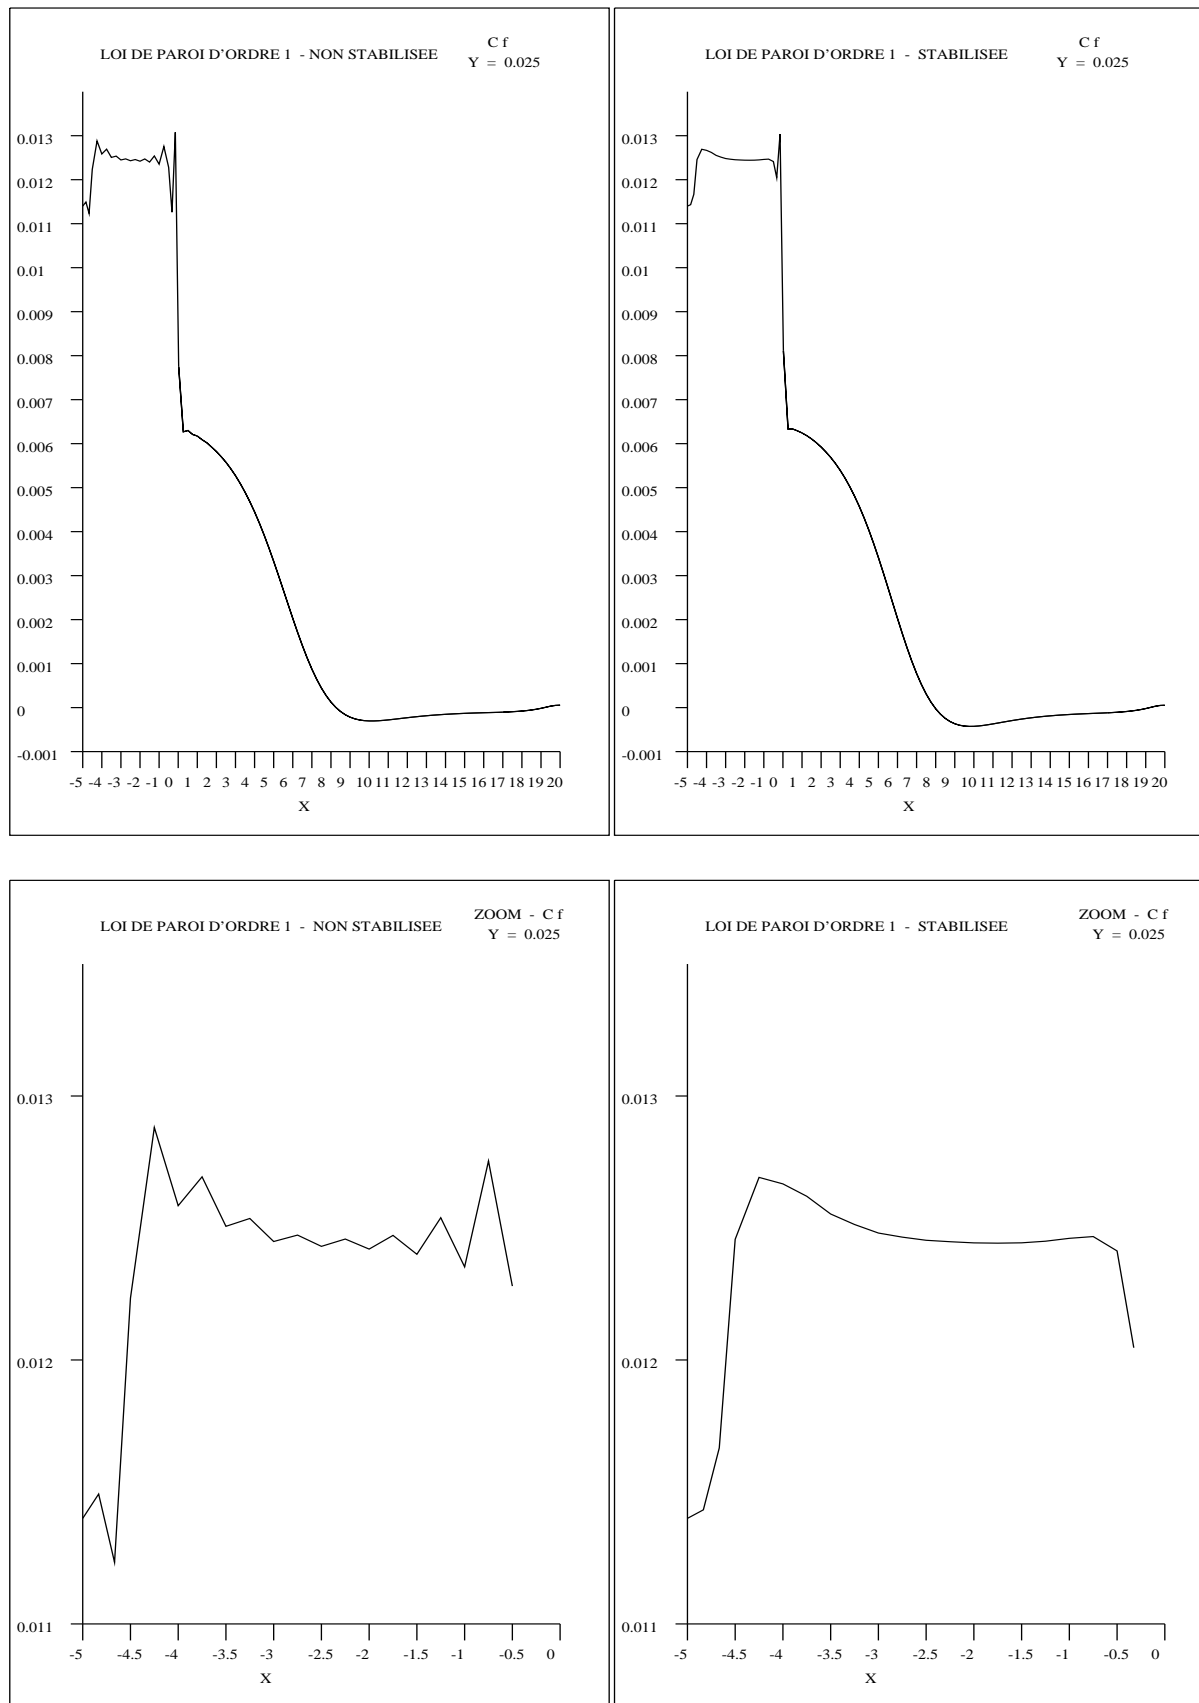 LOI DE PAROI D'ORDRE 1 - NON STABILISEE
C f
Y = 0.025
0.013
0.012
0.011
0.01
0.009
0.008
0.007
0.006
0.005
0.004
0.003
0.002
0.001
0
-0.001
-5 -4 -3 -2 -1 0 1 2 3 4 5 6 7 8 9 10 11 12 13 14 15 16 17 18 19 20
X
LOI DE PAROI D'ORDRE 1 - STABILISEE
C f
Y = 0.025
0.013
0.012
0.011
0.01
0.009
0.008
0.007
0.006
0.005
0.004
0.003
0.002
0.001
0
-0.001
-5 -4 -3 -2 -1 0 1 2 3 4 5 6 7 8 9 10 11 12 13 14 15 16 17 18 19 20
X
LOI DE PAROI D'ORDRE 1 - NON STABILISEE
ZOOM - C f
Y = 0.025
0.013
0.012
0.011
-5 -4.5 -4 -3.5 -3 -2.5 -2 -1.5 -1 -0.5 0
X
LOI DE PAROI D'ORDRE 1 - STABILISEE
ZOOM - C f
Y = 0.025
0.013
0.012
0.011
-5 -4.5 -4 -3.5 -3 -2.5 -2 -1.5 -1 -0.5 0
X